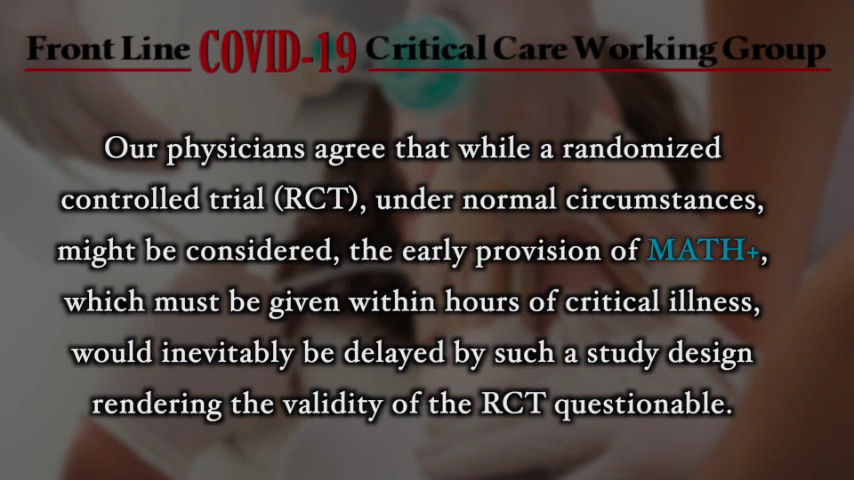 Front Line COVID-19 Critical Care Working Group
Our physicians agree that while a randomized
controlled trial (RCT), under normal circumstances,
might be considered, the early provision of MATH+,
which must be given within hours of critical illness,
would inevitably be delayed by such a study design
rendering the validity of the RCT questionable.